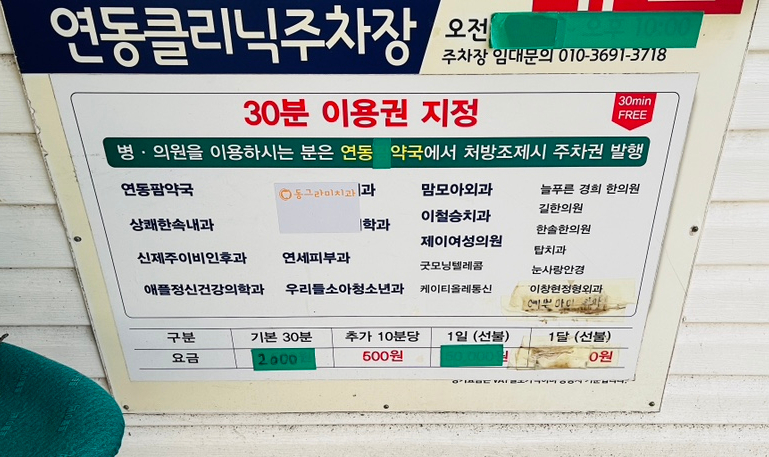 연동클리닉주차장
오전
주차장 임대문의 010-3691-3718
30분 이용권 지정
30min
FREE
병·의원을 이용하시는 분은 연동 약국에서 처방조제시 주차권 발행
연동팜약국
상쾌한속내과
신제주이비인후과
애플정신건강의학과
동그라미치과
과
학과
연세피부과
우리들소아청소년과
맘모아외과
이철승치과
제이여성의원
굿모닝텔레콤
케이티올레통신
늘푸른 경희 한의원
길한의원
한솔한의원
탑치과
눈사랑안경
이창현정형외과
구분 기본 30분 추가 10분당 1일 (선불) 1달 (선불)
요금 2000 500원 0원